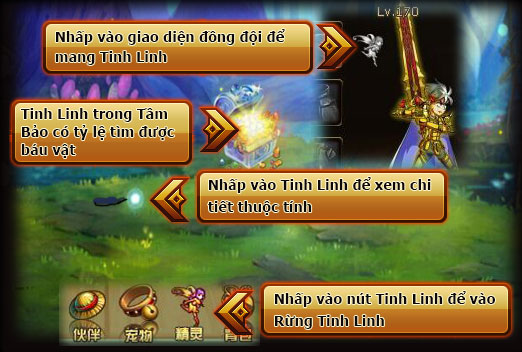 Lv.170
Nhấp vào giao diện đồng đội để
mang Tinh Linh
Tinh Linh trong Tầm
Bảo có tỷ lệ tìm được
báu vật
Nhấp vào Tinh Linh để xem chi
tiết thuộc tính
Nhấp vào nút Tinh Linh để vào
Rừng Tinh Linh
伙伴 宠物 精灵 背包